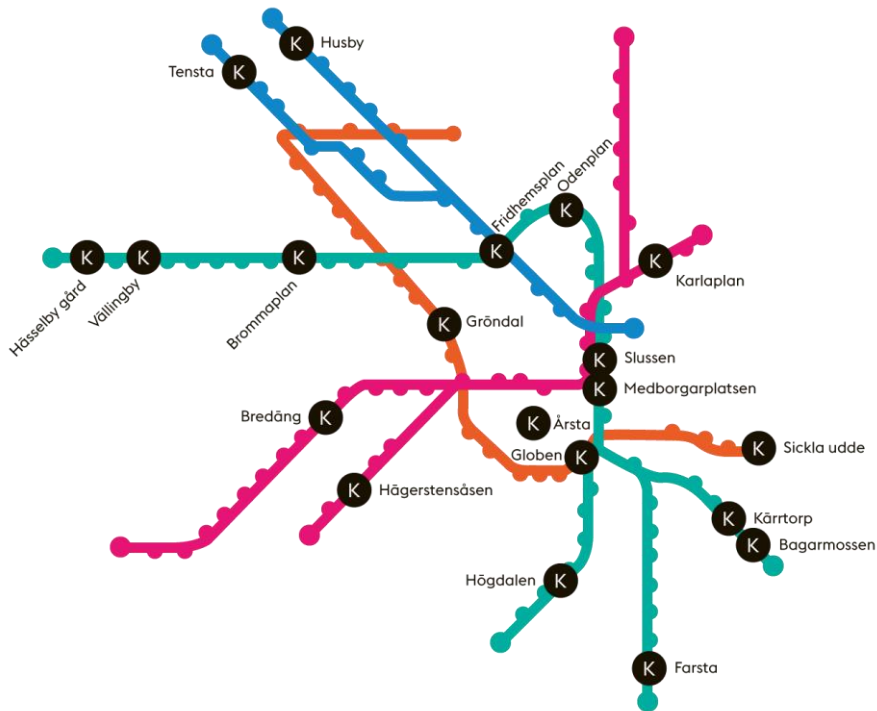 K Husby
Tensta K
Fridhemsplan K
Odenplan K
Hässelby gård K
Vällingby K
Brommaplan K
K Karlaplan
K Gröndal
K Slussen
K Medborgarplatsen
Bredäng K
K Årsta
Globen K
K Sickla udde
K Hägerstensåsen
K Kärrtorp
K Bagarmossen
Högdalen K
K Farsta